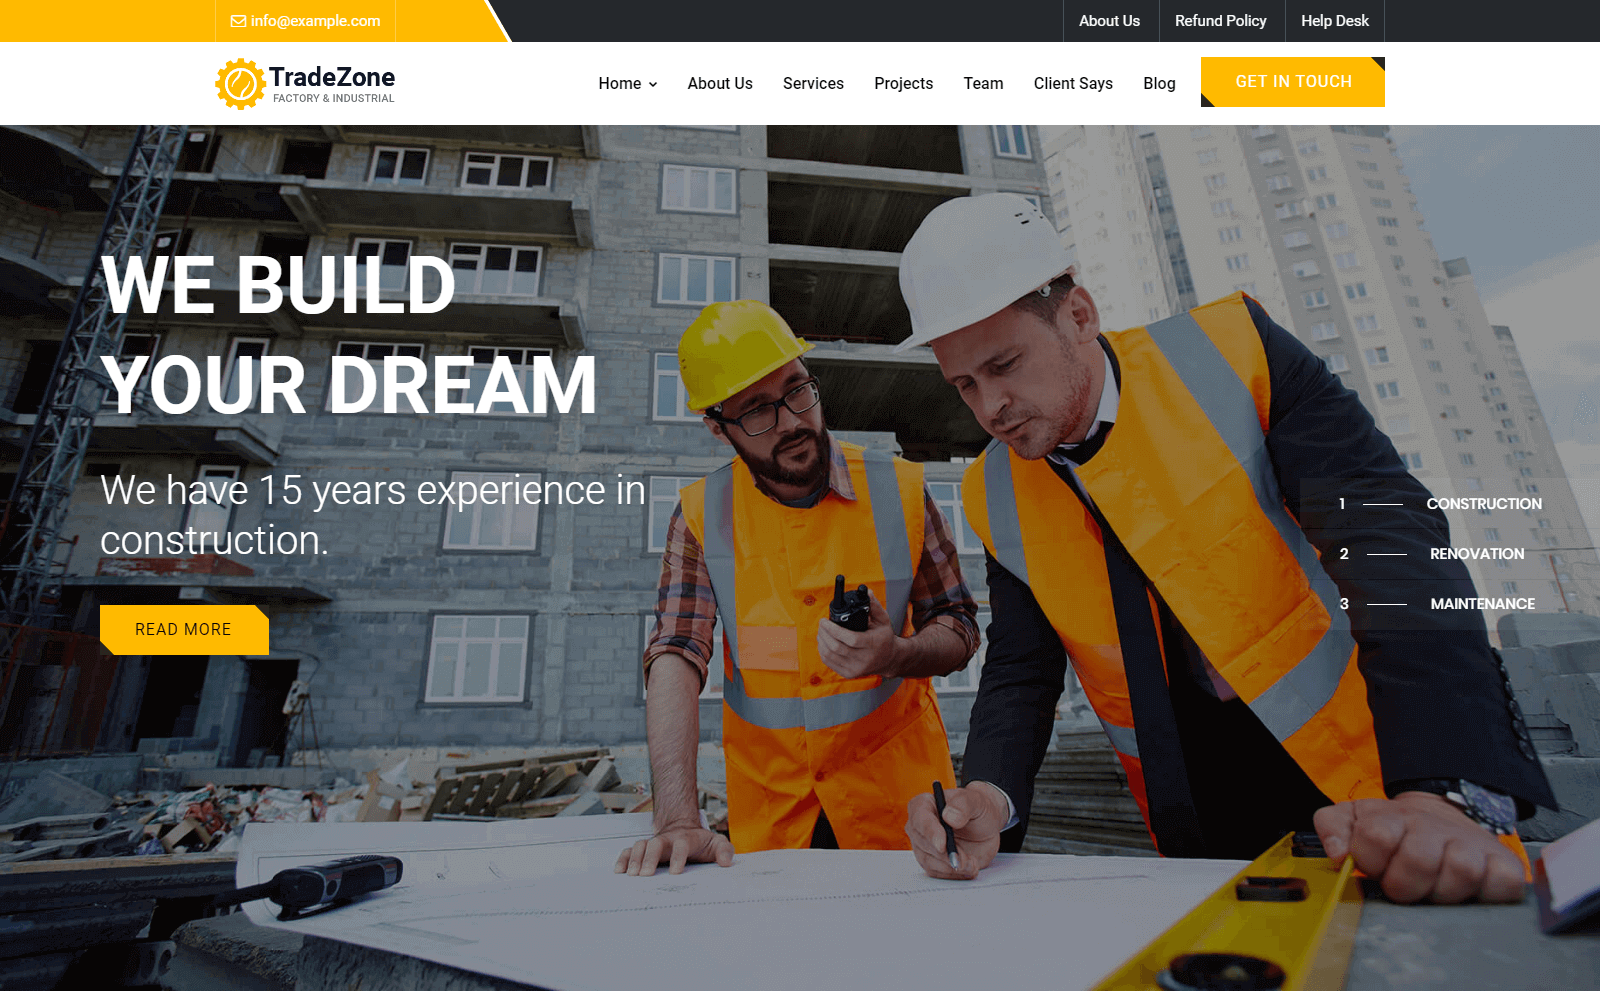 info@example.com
About Us
Refund Policy
Help Desk
TradeZone
FACTORY & INDUSTRIAL
Home
About Us
Services
Projects
Team
Client Says
Blog
GET IN TOUCH
WE BUILD
YOUR DREAM
We have 15 years experience in
construction.
READ MORE
1 CONSTRUCTION
2 RENOVATION
3 MAINTENANCE